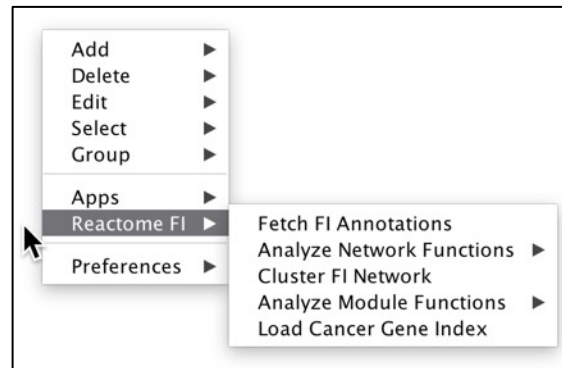 Add
Delete
Edit
Select
Group
Apps
Reactome FI
Preferences
Fetch FI Annotations
Analyze Network Functions
Cluster FI Network
Analyze Module Functions
Load Cancer Gene Index